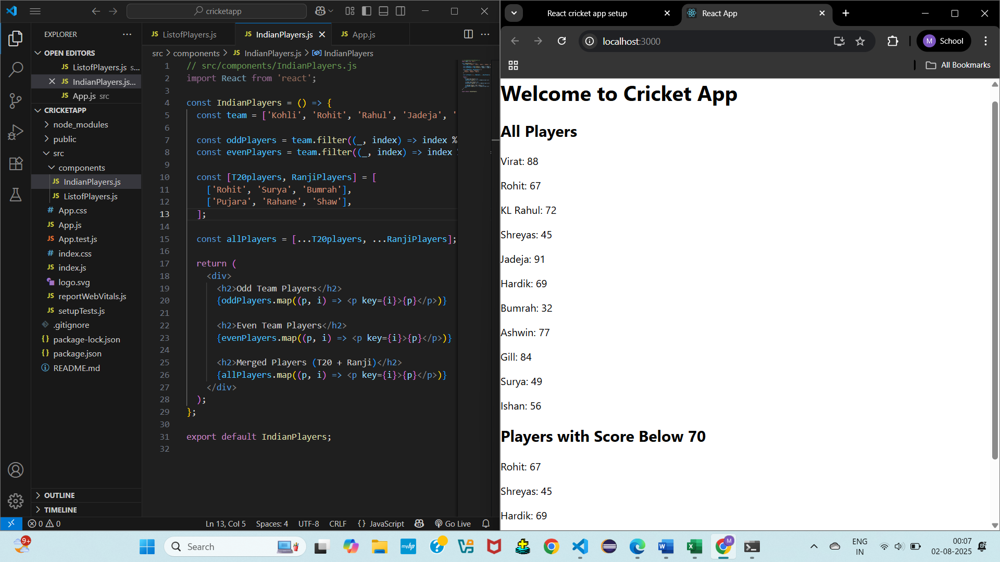 cricketapp
EXPLORER
OPEN EDITORS
JS ListofPlayers.js s...
JS IndianPlayers.js...
JS App.js src
CRICKETAPP
node_modules
public
src
components
JS IndianPlayers.js
JS ListofPlayers.js
# App.css
JS App.js
JS App.test.js
# index.css
JS index.js
logo.svg
JS reportWebVitals.js
JS setupTests.js
.gitignore
{} package-lock.json
{} package.json
README.md
OUTLINE
TIMELINE
JS ListofPlayers.js JS IndianPlayers.js JS App.js
src > components > JS IndianPlayers.js > IndianPlayers
1 // src/components/IndianPlayers.js
2 import React from 'react';
3
4 const IndianPlayers = () => {
5 const team = ['Kohli', 'Rohit', 'Rahul', 'Jadeja', '
6
7 const oddPlayers = team.filter((_, index) => index %
8 const evenPlayers = team.filter((_, index) => index
9
10 const [T20players, RanjiPlayers] = [
11 ['Rohit', 'Surya', 'Bumrah'],
12 ['Pujara', 'Rahane', 'Shaw'],
13 ];
14
15 const allPlayers = [...T20players, ...RanjiPlayers];
16
17 return (
18 <div>
19 <h2>Odd Team Players</h2>
20 {oddPlayers.map((p, i) => <p key={i}>{p}</p>)}
21
22 <h2>Even Team Players</h2>
23 {evenPlayers.map((p, i) => <p key={i}>{p}</p>)}
24
25 <h2>Merged Players (T20 + Ranji)</h2>
26 {allPlayers.map((p, i) => <p key={i}>{p}</p>)}
27 </div>
28 );
29 };
30
31 export default IndianPlayers;
32
0 0 Ln 13, Col 5 Spaces: 4 UTF-8 CRLF {} JavaScript Go Live
React cricket app setup React App
localhost:3000 M School
All Bookmarks
Welcome to Cricket App
All Players
Virat: 88
Rohit: 67
KL Rahul: 72
Shreyas: 45
Jadeja: 91
Hardik: 69
Bumrah: 32
Ashwin: 77
Gill: 84
Surya: 49
Ishan: 56
Players with Score Below 70
Rohit: 67
Shreyas: 45
Hardik: 69
9+ Search myhp M ENG
IN
00:07
02-08-2025